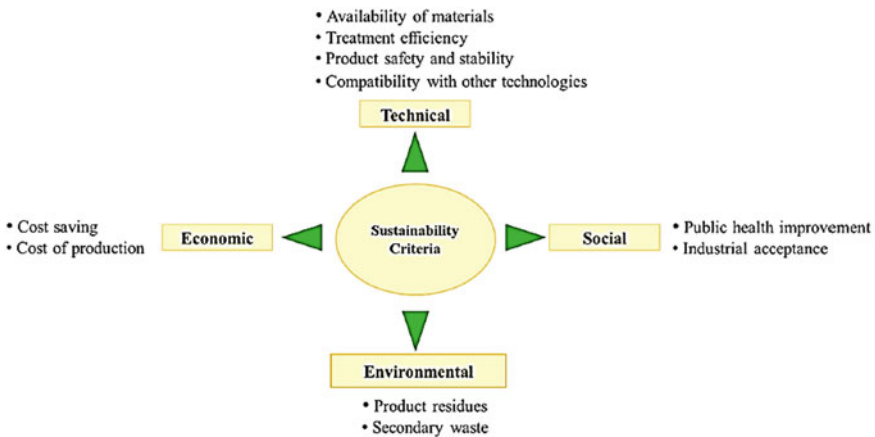 • Availability of materials
• Treatment efficiency
• Product safety and stability
• Compatibility with other technologies
Technical
• Cost saving
• Cost of production
Economic
Sustainability
Criteria
Social
• Public health improvement
• Industrial acceptance
Environmental
• Product residues
• Secondary waste